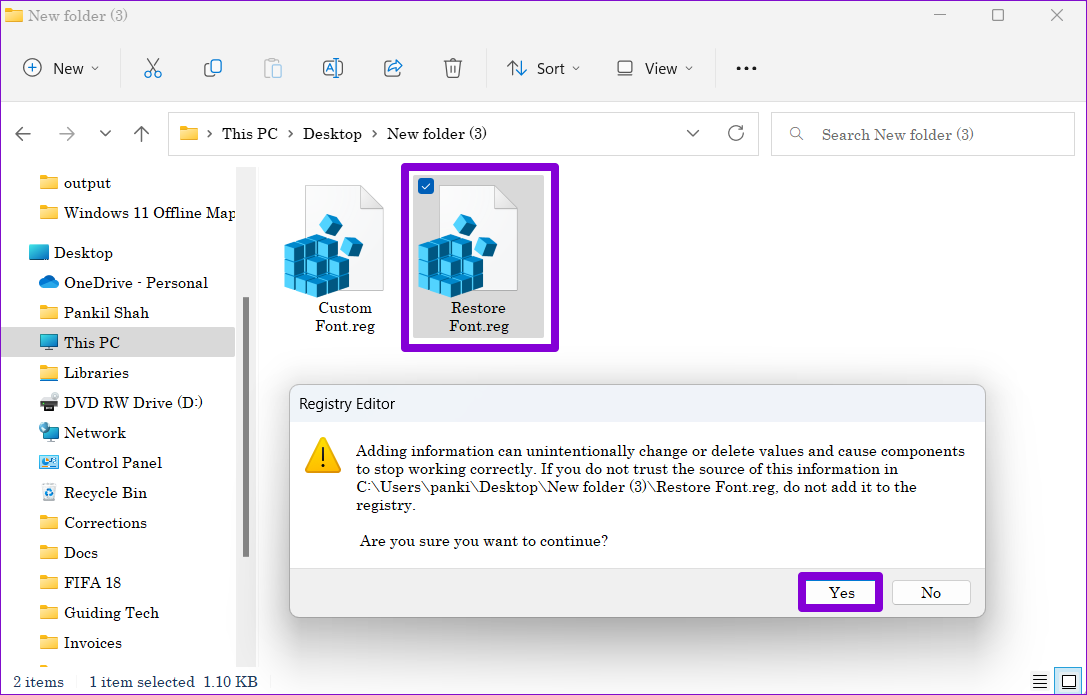 New folder (3)
New
Sort
View
This PC
Desktop
New folder (3)
Search New folder (3)
output
Windows 11 Offline Map
Desktop
OneDrive - Personal
Pankil Shah
This PC
Libraries
DVD RW Drive (D:)
Network
Control Panel
Recycle Bin
Corrections
Docs
FIFA 18
Guiding Tech
Invoices
Custom
Font.reg
Restore
Font.reg
Registry Editor
Adding information can unintentionally change or delete values and cause components
to stop working correctly. If you do not trust the source of this information in
C:\Users\panki\Desktop\New folder (3)\Restore Font.reg, do not add it to the
registry.
Are you sure you want to continue?
Yes
No
2 items
1 item selected 1.10 KB